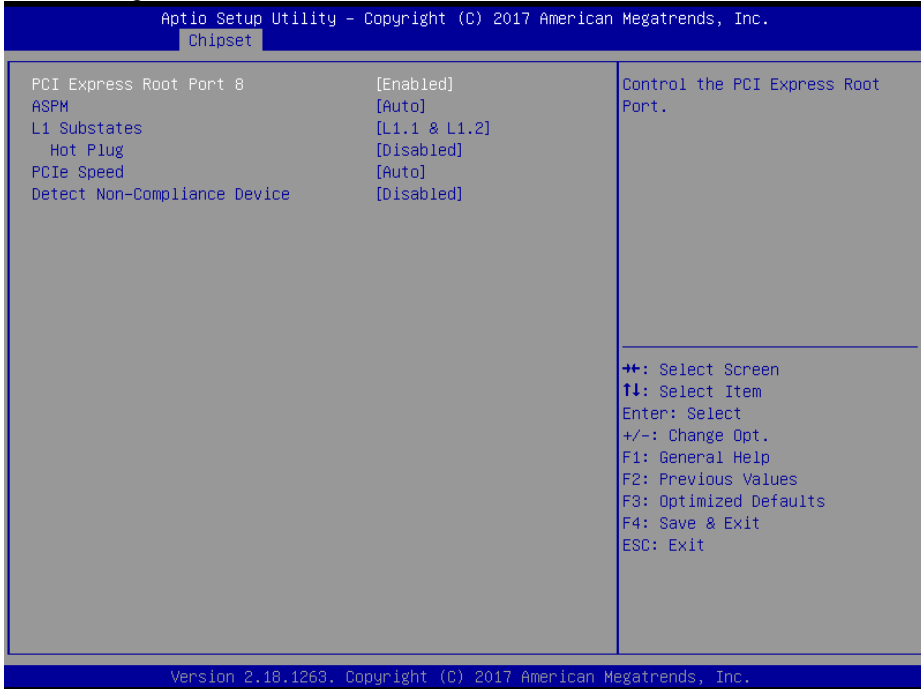 Aptio Setup Utility – Copyright (C) 2017 American Megatrends, Inc.
Chipset
PCI Express Root Port 8 [Enabled]
ASPM [Auto]
L1 Substates [L1.1 & L1.2]
Hot Plug [Disabled]
PCIe Speed [Auto]
Detect Non-Compliance Device [Disabled]
Control the PCI Express Root
Port.
→←: Select Screen
↑↓: Select Item
Enter: Select
+/-: Change Opt.
F1: General Help
F2: Previous Values
F3: Optimized Defaults
F4: Save & Exit
ESC: Exit
Version 2.18.1263. Copyright (C) 2017 American Megatrends, Inc.